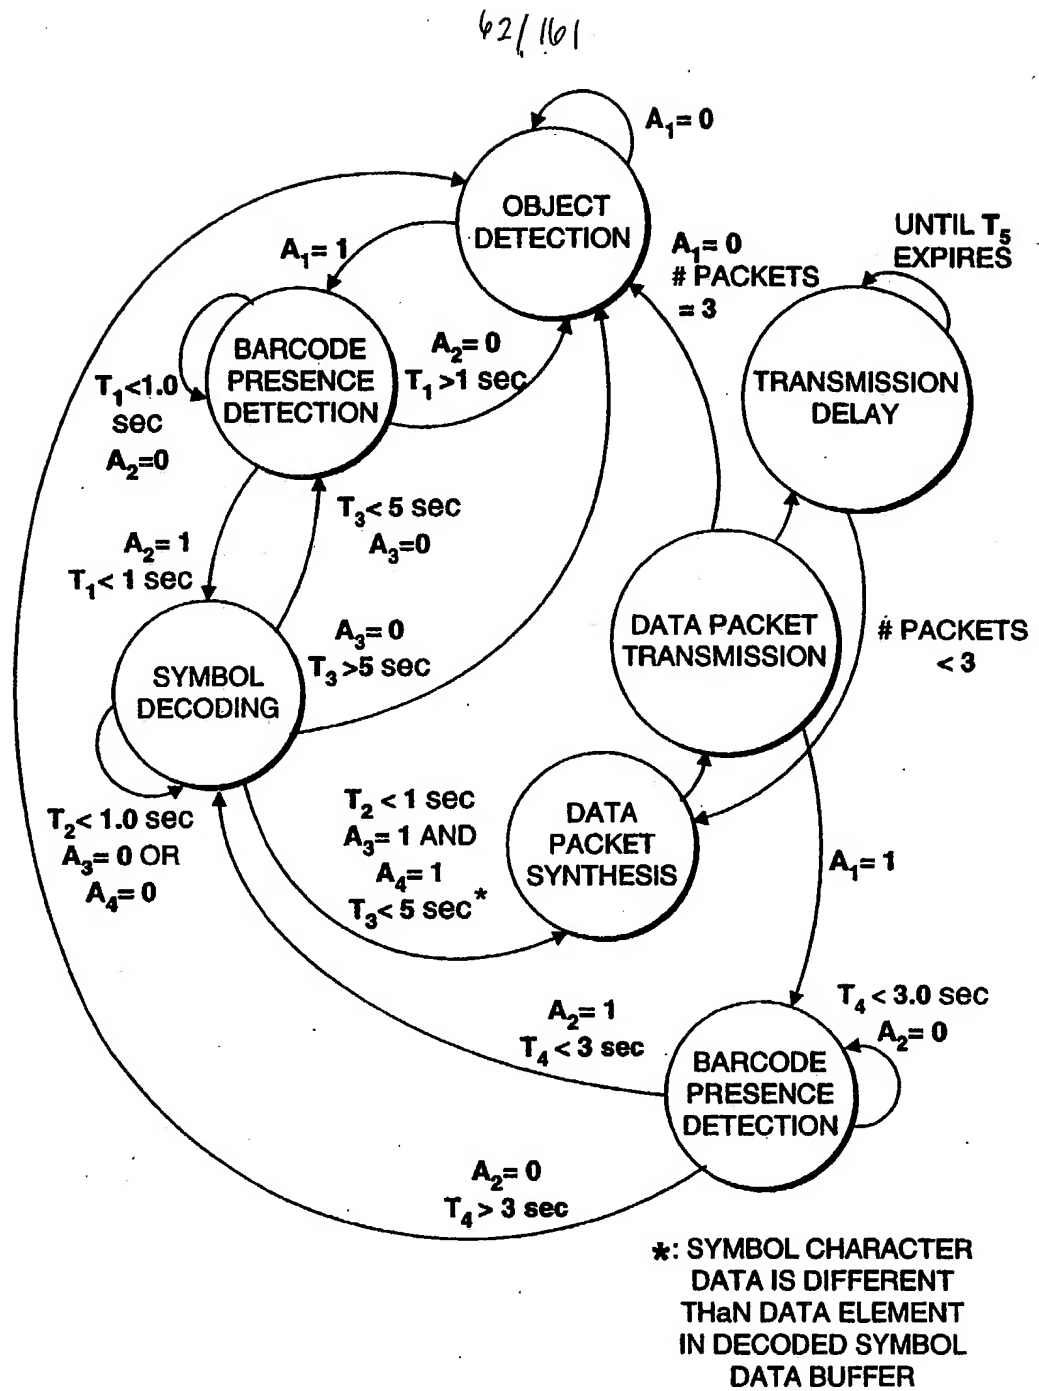 62/161
A₁= 0
OBJECT
DETECTION
UNTIL T₅
EXPIRES
A₁= 1
A₁= 0
# PACKETS
= 3
BARCODE
PRESENCE
DETECTION
A₂= 0
T₁ >1 sec
TRANSMISSION
DELAY
T₁<1.0
sec
A₂=0
T₃< 5 sec
A₃=0
A₂= 1
T₁< 1 sec
A₃= 0
T₃ >5 sec
DATA PACKET
TRANSMISSION
# PACKETS
< 3
SYMBOL
DECODING
T₂< 1.0 sec
A₃= 0 OR
A₄= 0
T₂ < 1 sec
A₃= 1 AND
A₄= 1
T₃< 5 sec*
DATA
PACKET
SYNTHESIS
A₁= 1
T₄ < 3.0 sec
A₂= 0
A₂= 1
T₄ < 3 sec
BARCODE
PRESENCE
DETECTION
A₂= 0
T₄ > 3 sec
*: SYMBOL CHARACTER
DATA IS DIFFERENT
THaN DATA ELEMENT
IN DECODED SYMBOL
DATA BUFFER